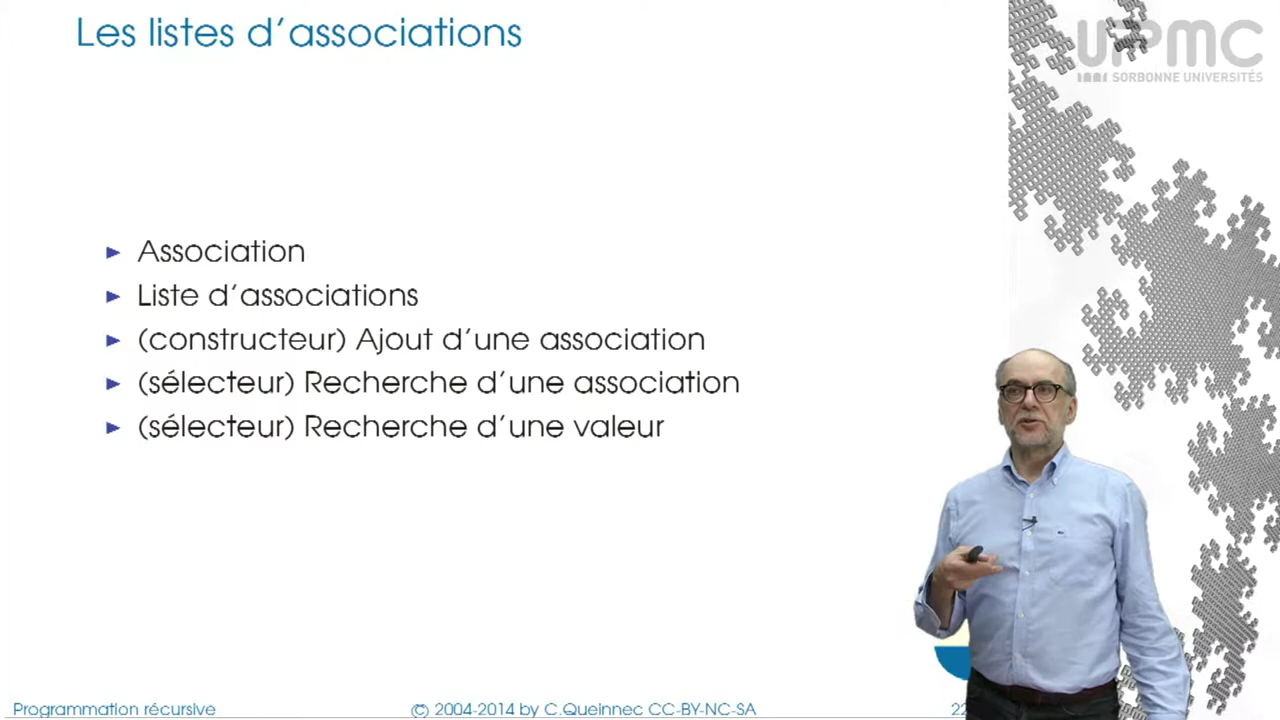 Les listes d'associations
UPMC
SORBONNE UNIVERSITÉS
► Association
► Liste d'associations
► (constructeur) Ajout d'une association
► (sélecteur) Recherche d'une association
► (sélecteur) Recherche d'une valeur
Programmation récursive
© 2004-2014 by C.Queinnec CC-BY-NC-SA
22